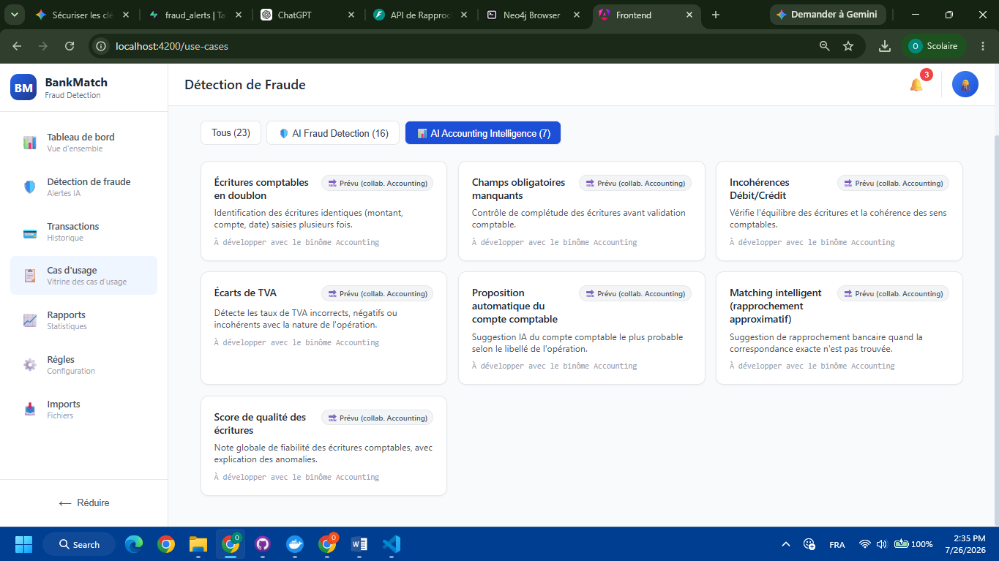 Sécuriser les clé
fraud_alerts | Ta
ChatGPT
API de Rapproc
Neo4j Browser
Frontend
Demander à Gemini
localhost:4200/use-cases
O
Scolaire
BM
BankMatch
Fraud Detection
Détection de Fraude
3
Tableau de bord
Vue d'ensemble
Détection de fraude
Alertes IA
Transactions
Historique
Cas d'usage
Vitrine des cas d'usage
Rapports
Statistiques
Règles
Configuration
Imports
Fichiers
Réduire
Tous (23)
AI Fraud Detection (16)
AI Accounting Intelligence (7)
Écritures comptables
en doublon
Prévu (collab. Accounting)
Identification des écritures identiques (montant,
compte, date) saisies plusieurs fois.
À développer avec le binôme Accounting
Champs obligatoires
manquants
Prévu (collab. Accounting)
Contrôle de complétude des écritures avant validation
comptable.
À développer avec le binôme Accounting
Incohérences
Débit/Crédit
Prévu (collab. Accounting)
Vérifie l'équilibre des écritures et la cohérence des sens
comptables.
À développer avec le binôme Accounting
Écarts de TVA
Prévu (collab. Accounting)
Détecte les taux de TVA incorrects, négatifs ou
incohérents avec la nature de l'opération.
À développer avec le binôme Accounting
Proposition
automatique du
compte comptable
Prévu (collab. Accounting)
Suggestion IA du compte comptable le plus probable
selon le libellé de l'opération.
À développer avec le binôme Accounting
Matching intelligent
(rapprochement
approximatif)
Prévu (collab. Accounting)
Suggestion de rapprochement bancaire quand la
correspondance exacte n'est pas trouvée.
À développer avec le binôme Accounting
Score de qualité des
écritures
Prévu (collab. Accounting)
Note globale de fiabilité des écritures comptables, avec
explication des anomalies.
À développer avec le binôme Accounting
Search
FRA
100%
2:35 PM
7/26/2026